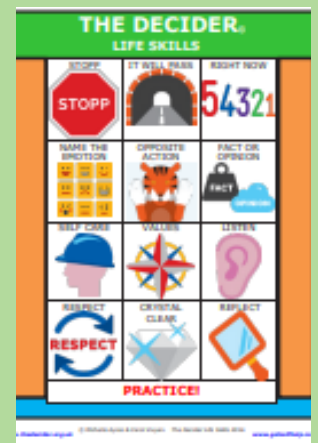 THE DECIDER®
LIFE SKILLS
STOPP IT WILL PASS RIGHT NOW
STOPP
54321
NAME THE OPPOSITE FACT OR
EMOTION ACTION OPINION
FACT
OPINION
SELF CARE VALUES LISTEN
RESPECT CRYSTAL REFLECT
CLEAR
RESPECT
PRACTICE!